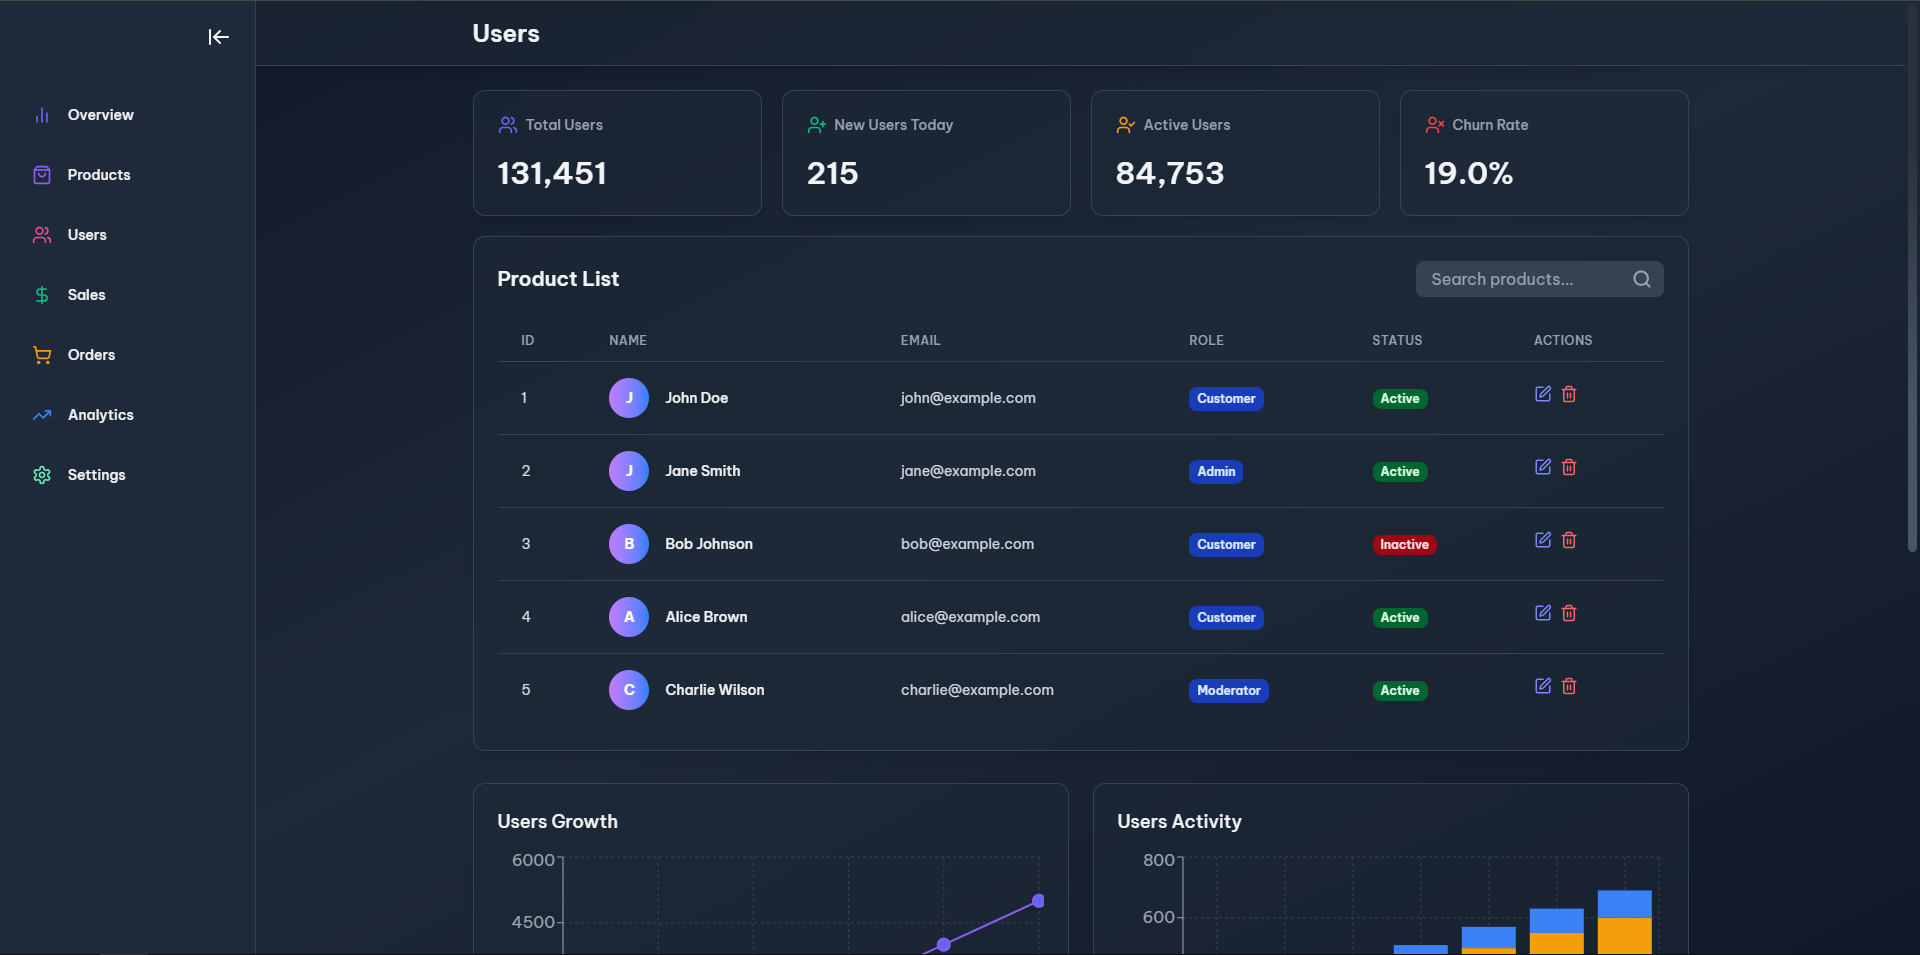 Users
Overview
Products
Users
Sales
Orders
Analytics
Settings
Total Users
131,451
New Users Today
215
Active Users
84,753
Churn Rate
19.0%
Product List
Search products...
ID NAME EMAIL ROLE STATUS ACTIONS
1 J John Doe john@example.com Customer Active
2 J Jane Smith jane@example.com Admin Active
3 B Bob Johnson bob@example.com Customer Inactive
4 A Alice Brown alice@example.com Customer Active
5 C Charlie Wilson charlie@example.com Moderator Active
Users Growth
6000
4500
Users Activity
800
600